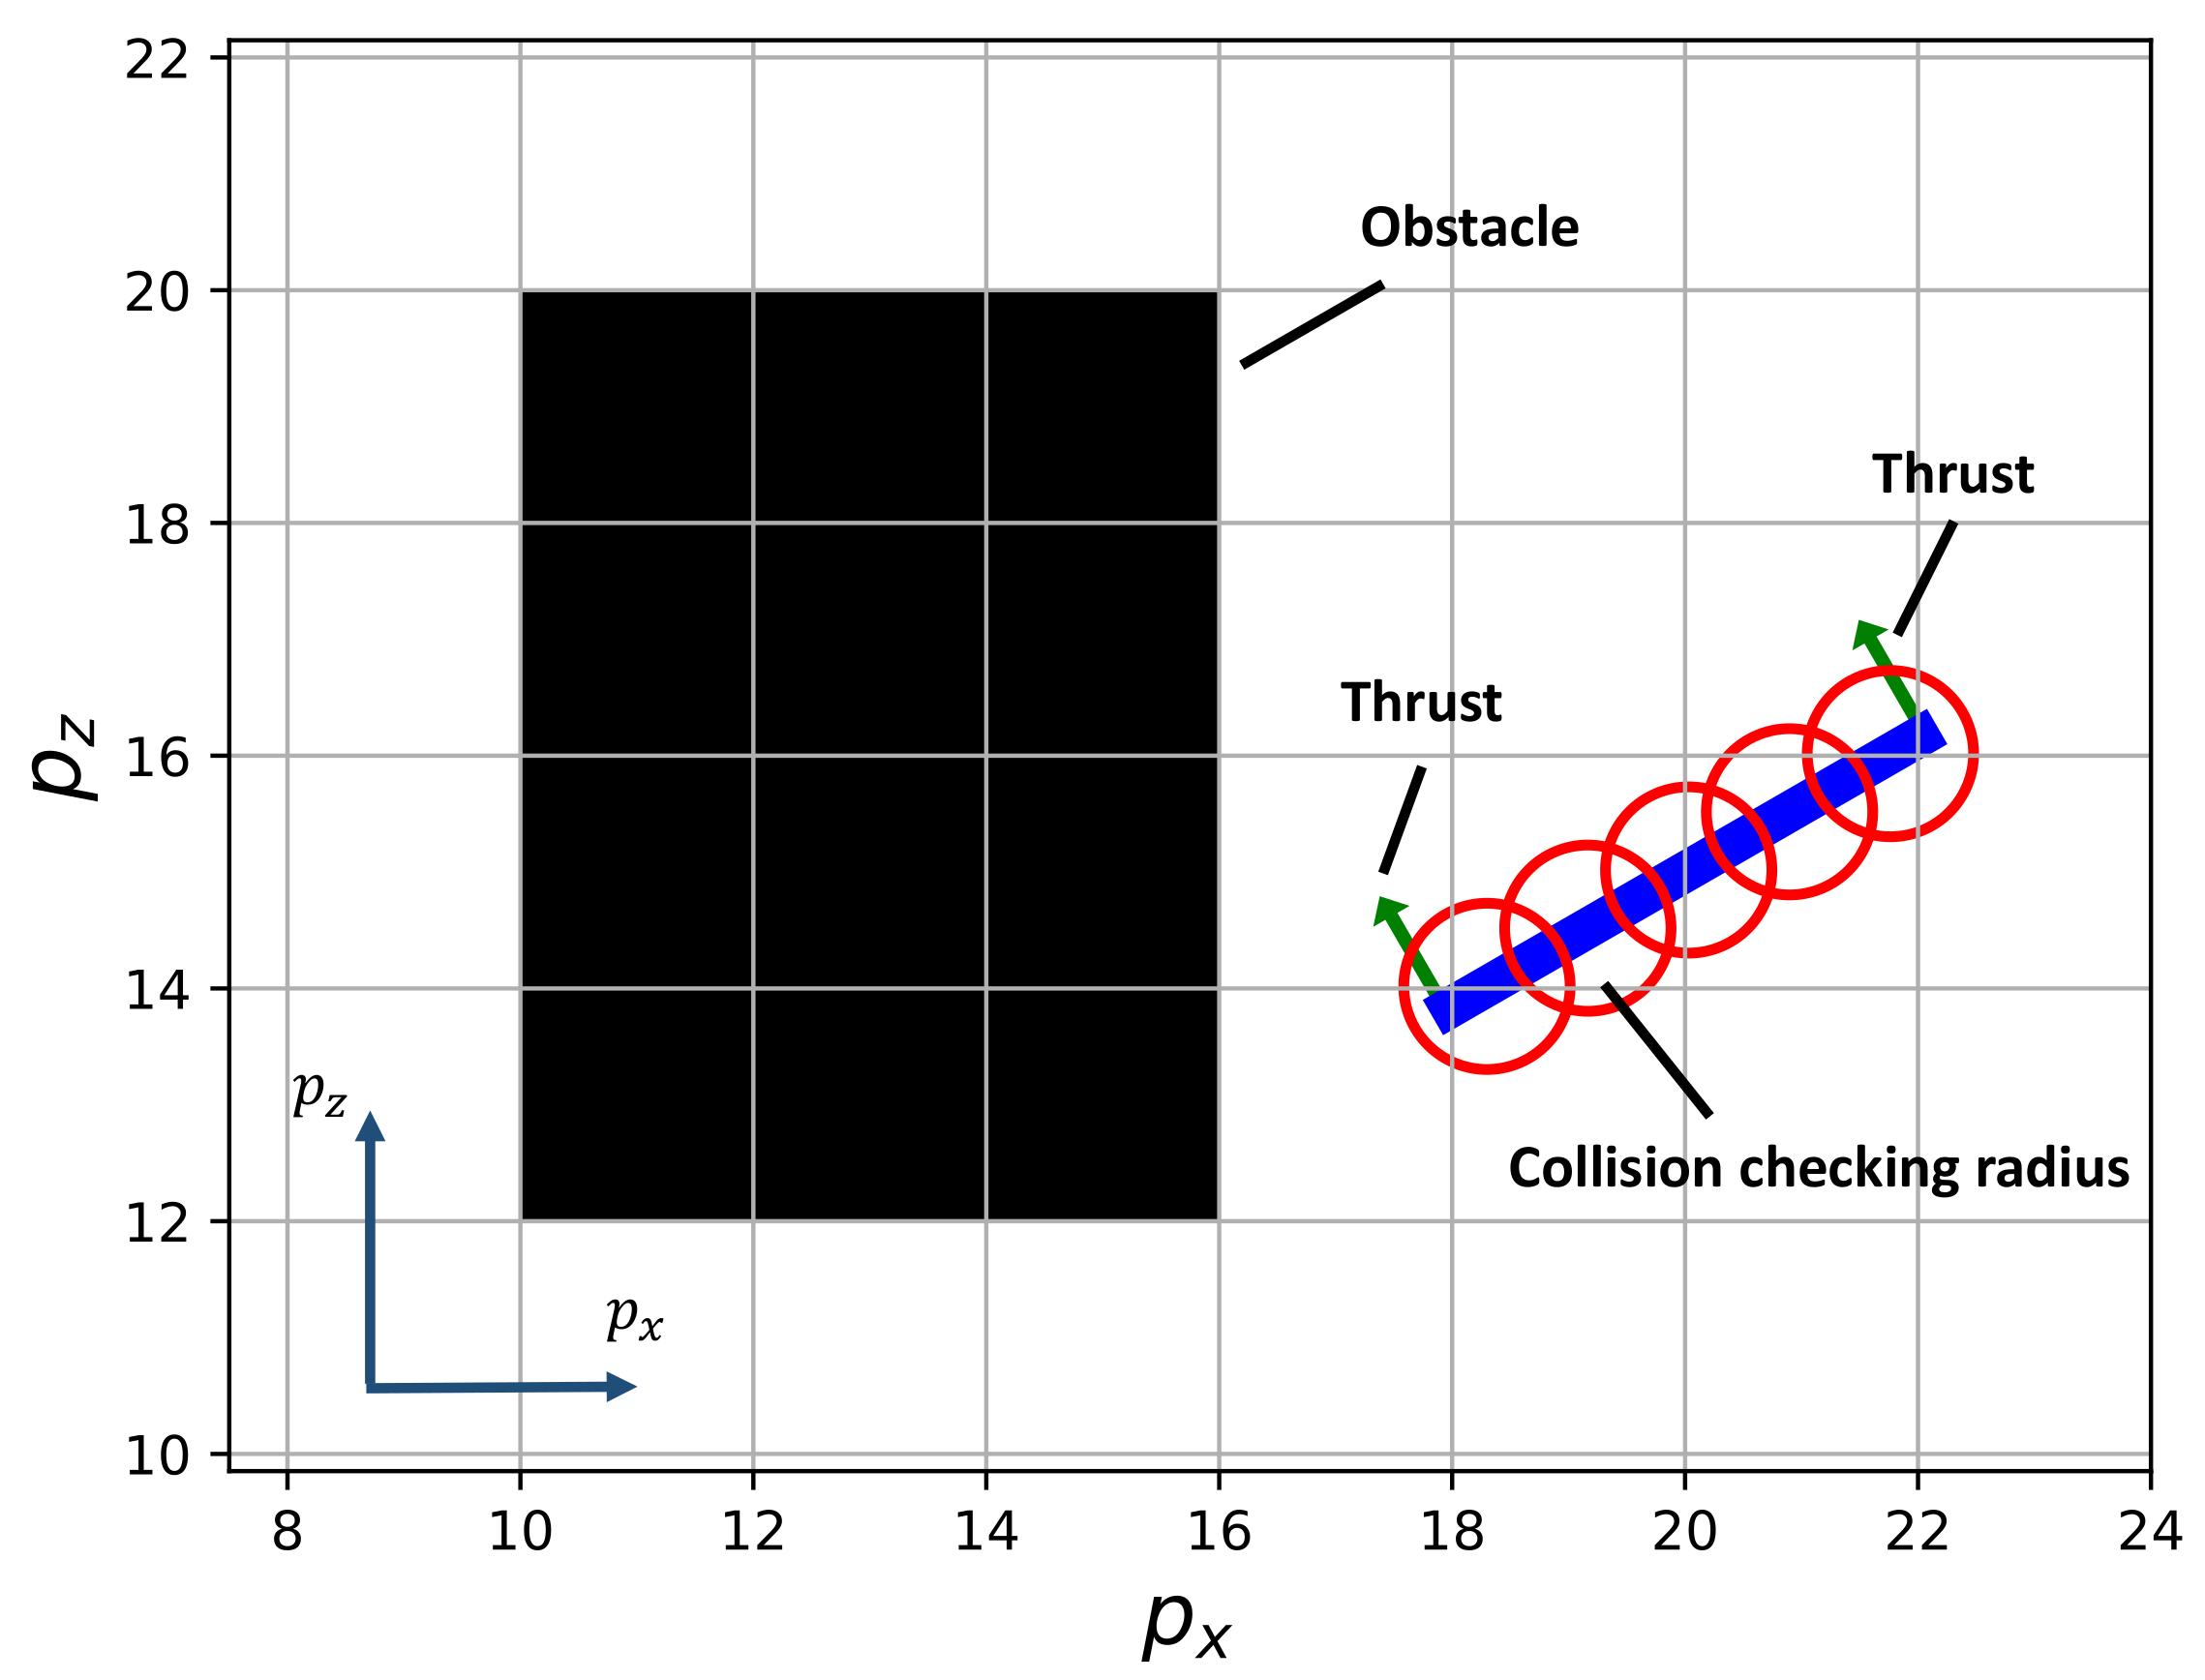 22
20
18
16
14
12
10
p_z
Obstacle
Thrust
Thrust
Collision checking radius
p_z
p_x
8 10 12 14 16 18 20 22 24
p_x